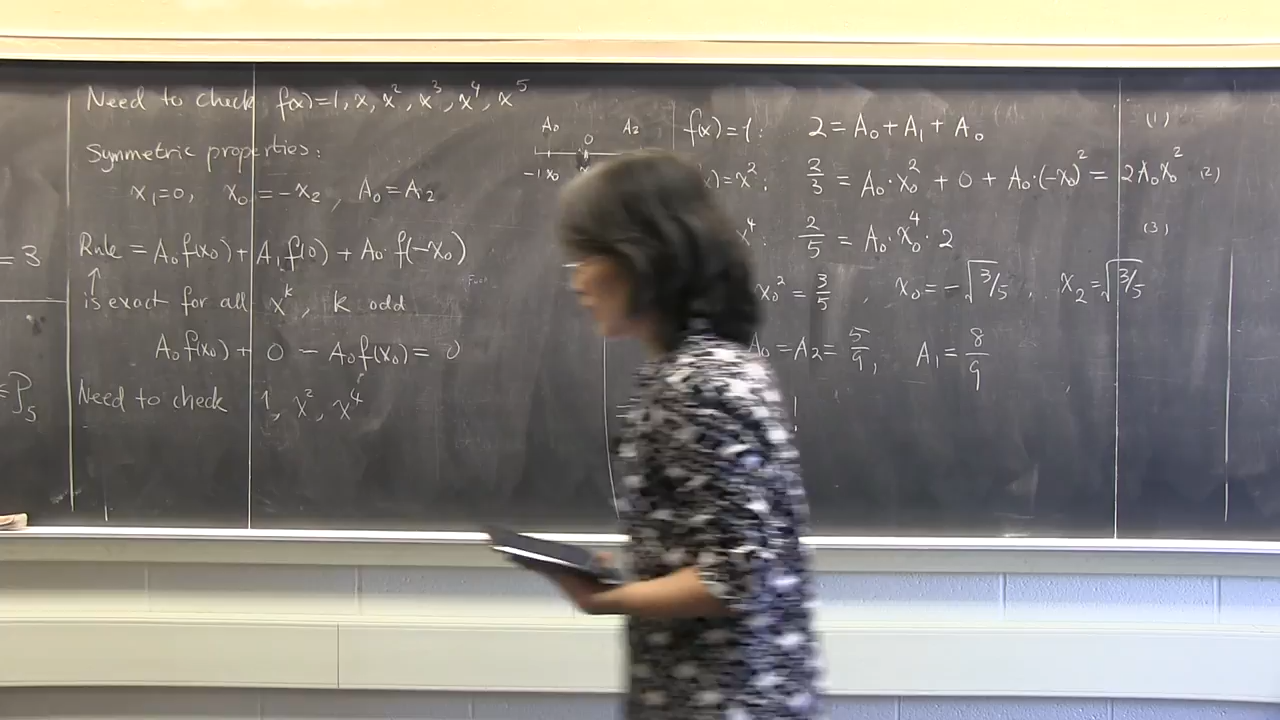 = 3
= P₅
Need to check f(x)=1, x, x², x³, x⁴, x⁵
Symmetric properties:
x₁=0, x₀=−x₂, A₀=A₂
Rule = A₀f(x₀)+A₁f(0)+A₀·f(−x₀)
↑
is exact for all x^k, k odd
A₀f(x₀)+ 0 − A₀f(x₀)= 0
Need to check 1, x², x⁴
A₀ 0 A₂
−1 x₀
f(x)=1: 2=A₀+A₁+A₀ (1)
)=x²: 2/3 = A₀·x₀² + 0 + A₀·(−x₀)² = 2A₀x₀² (2)
x⁴: 2/5 = A₀·x₀⁴·2 (3)
x₀² = 3/5, x₀=−√3/5, x₂=√3/5
A₀=A₂=5/9, A₁=8/9
=
!